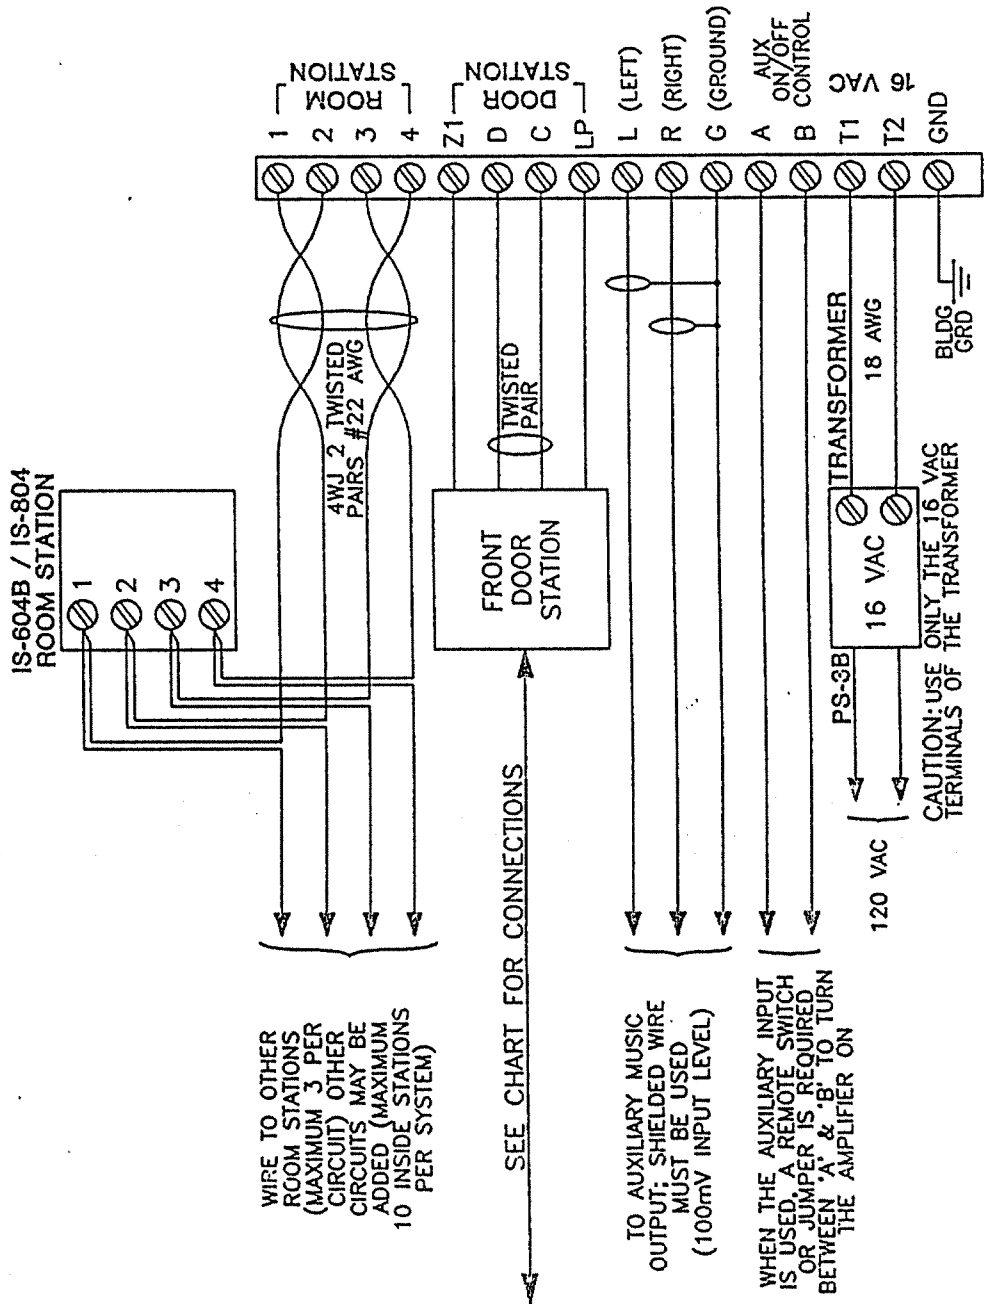 IS-604B / IS-804
ROOM STATION
1
2
3
4
1
2
3
4
ROOM
STATION
Z1
D
C
LP
DOOR
STATION
L (LEFT)
R (RIGHT)
G (GROUND)
A
B
AUX
ON/OFF
CONTROL
T1
T2
16 VAC
GND
4WJ 2 TWISTED
PAIRS #22 AWG
TWISTED
PAIR
FRONT
DOOR
STATION
TRANSFORMER
18 AWG
BLDG
GRD
16 VAC
PS-3B
120 VAC
CAUTION: USE ONLY THE 16 VAC
TERMINALS OF THE TRANSFORMER
WIRE TO OTHER
ROOM STATIONS
(MAXIMUM 3 PER
CIRCUIT) OTHER
CIRCUITS MAY BE
ADDED (MAXIMUM
10 INSIDE STATIONS
PER SYSTEM)
SEE CHART FOR CONNECTIONS
TO AUXILIARY MUSIC
OUTPUT; SHIELDED WIRE
MUST BE USED
(100mV INPUT LEVEL)
WHEN THE AUXILIARY INPUT
IS USED, A REMOTE SWITCH
OR JUMPER IS REQUIRED
BETWEEN 'A' & 'B' TO TURN
THE AMPLIFIER ON